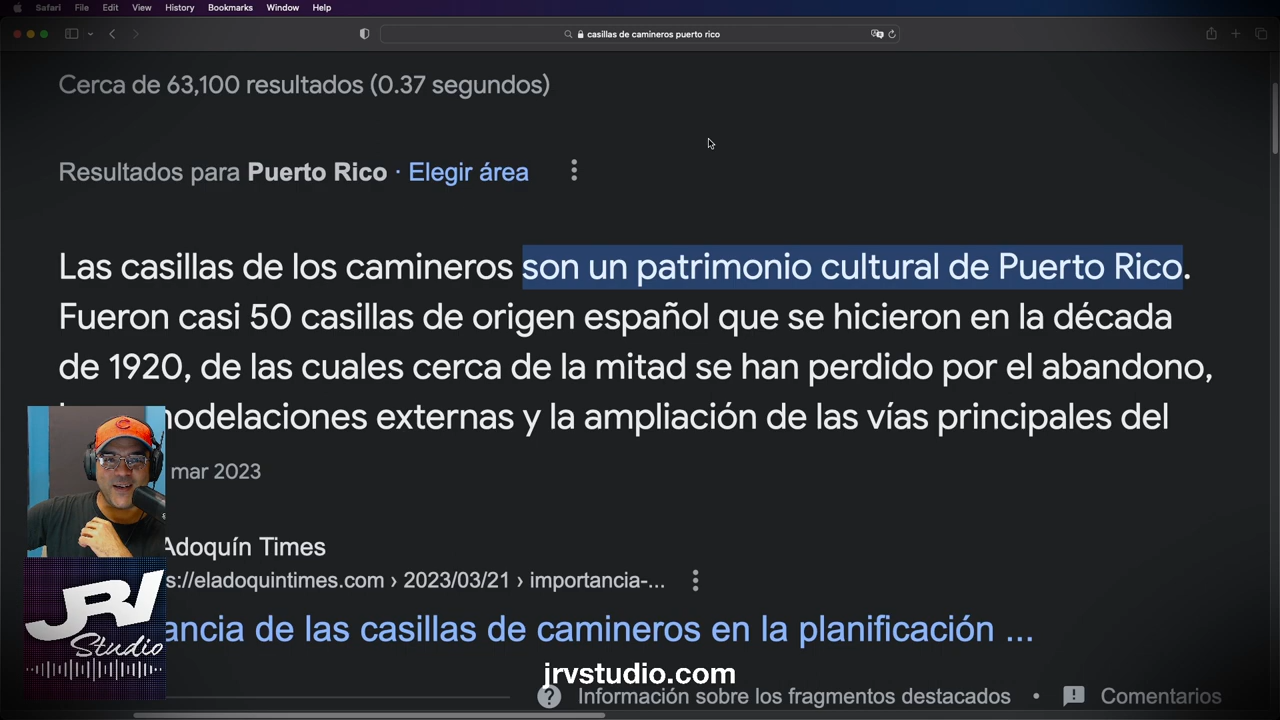 Safari File Edit View History Bookmarks Window Help
casillas de camineros puerto rico
Cerca de 63,100 resultados (0.37 segundos)
Resultados para Puerto Rico · Elegir área
Las casillas de los camineros son un patrimonio cultural de Puerto Rico.
Fueron casi 50 casillas de origen español que se hicieron en la década
de 1920, de las cuales cerca de la mitad se han perdido por el abandono,
modelaciones externas y la ampliación de las vías principales del
mar 2023
Adoquín Times
s://eladoquintimes.com › 2023/03/21 › importancia-...
ancia de las casillas de camineros en la planificación ...
JRV
Studio
jrvstudio.com
Información sobre los fragmentos destacados • Comentarios